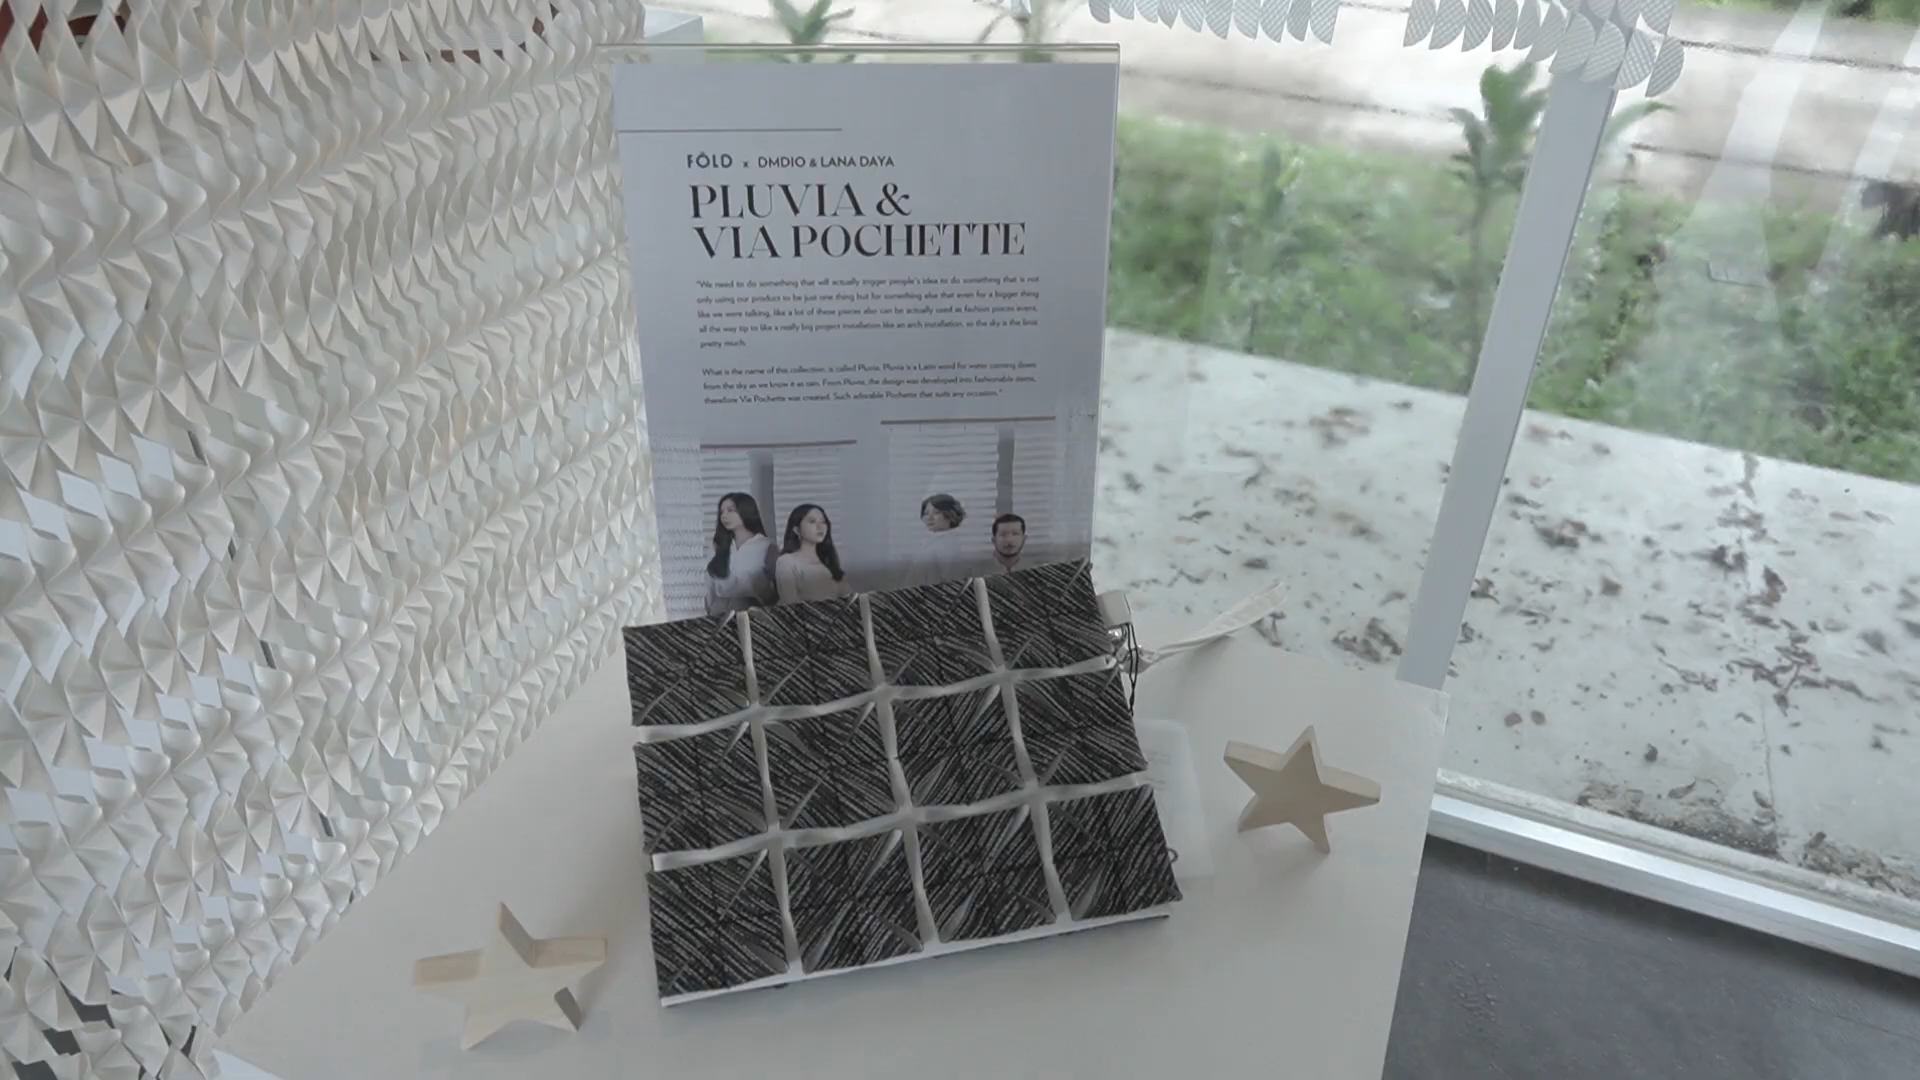 FÖLD x DMDIO & LANA DAYA
PLUVIA &
VIA POCHETTE
"We need to do something that will actually trigger people's idea to do something that is not
only using our product to be just one thing but for something else that even for a bigger thing
like we were talking, like a lot of these pieces also can be actually used as fashion pieces event,
all the way tip to like a really big project installation like an arch installation, so the sky is the limit
pretty much.
What is the name of this collection, is called Pluvia. Pluvia is a Latin word for water coming down
from the sky as we know it as rain. From Pluvia, the design was developed into fashionable items,
therefore Via Pochette was created. Such adorable Pochette that suits any occasion."